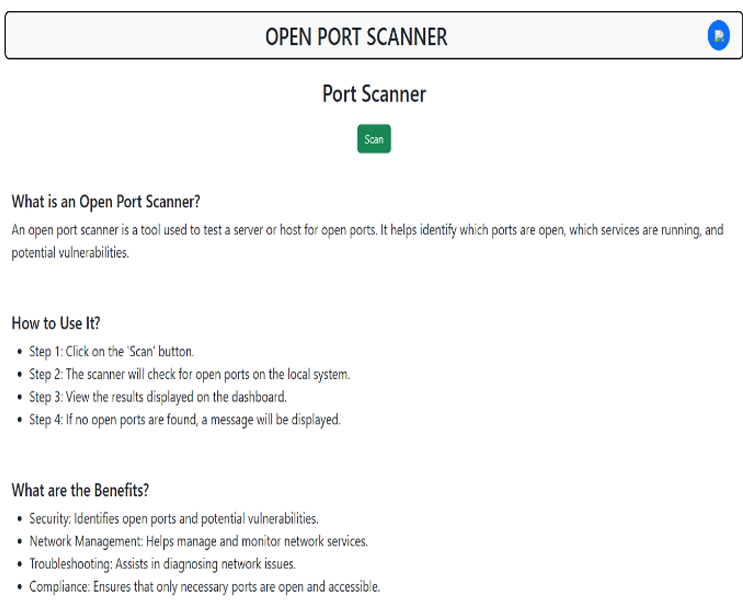 OPEN PORT SCANNER
Port Scanner
Scan
What is an Open Port Scanner?
An open port scanner is a tool used to test a server or host for open ports. It helps identify which ports are open, which services are running, and
potential vulnerabilities.
How to Use It?
• Step 1: Click on the 'Scan' button.
• Step 2: The scanner will check for open ports on the local system.
• Step 3: View the results displayed on the dashboard.
• Step 4: If no open ports are found, a message will be displayed.
What are the Benefits?
• Security: Identifies open ports and potential vulnerabilities.
• Network Management: Helps manage and monitor network services.
• Troubleshooting: Assists in diagnosing network issues.
• Compliance: Ensures that only necessary ports are open and accessible.